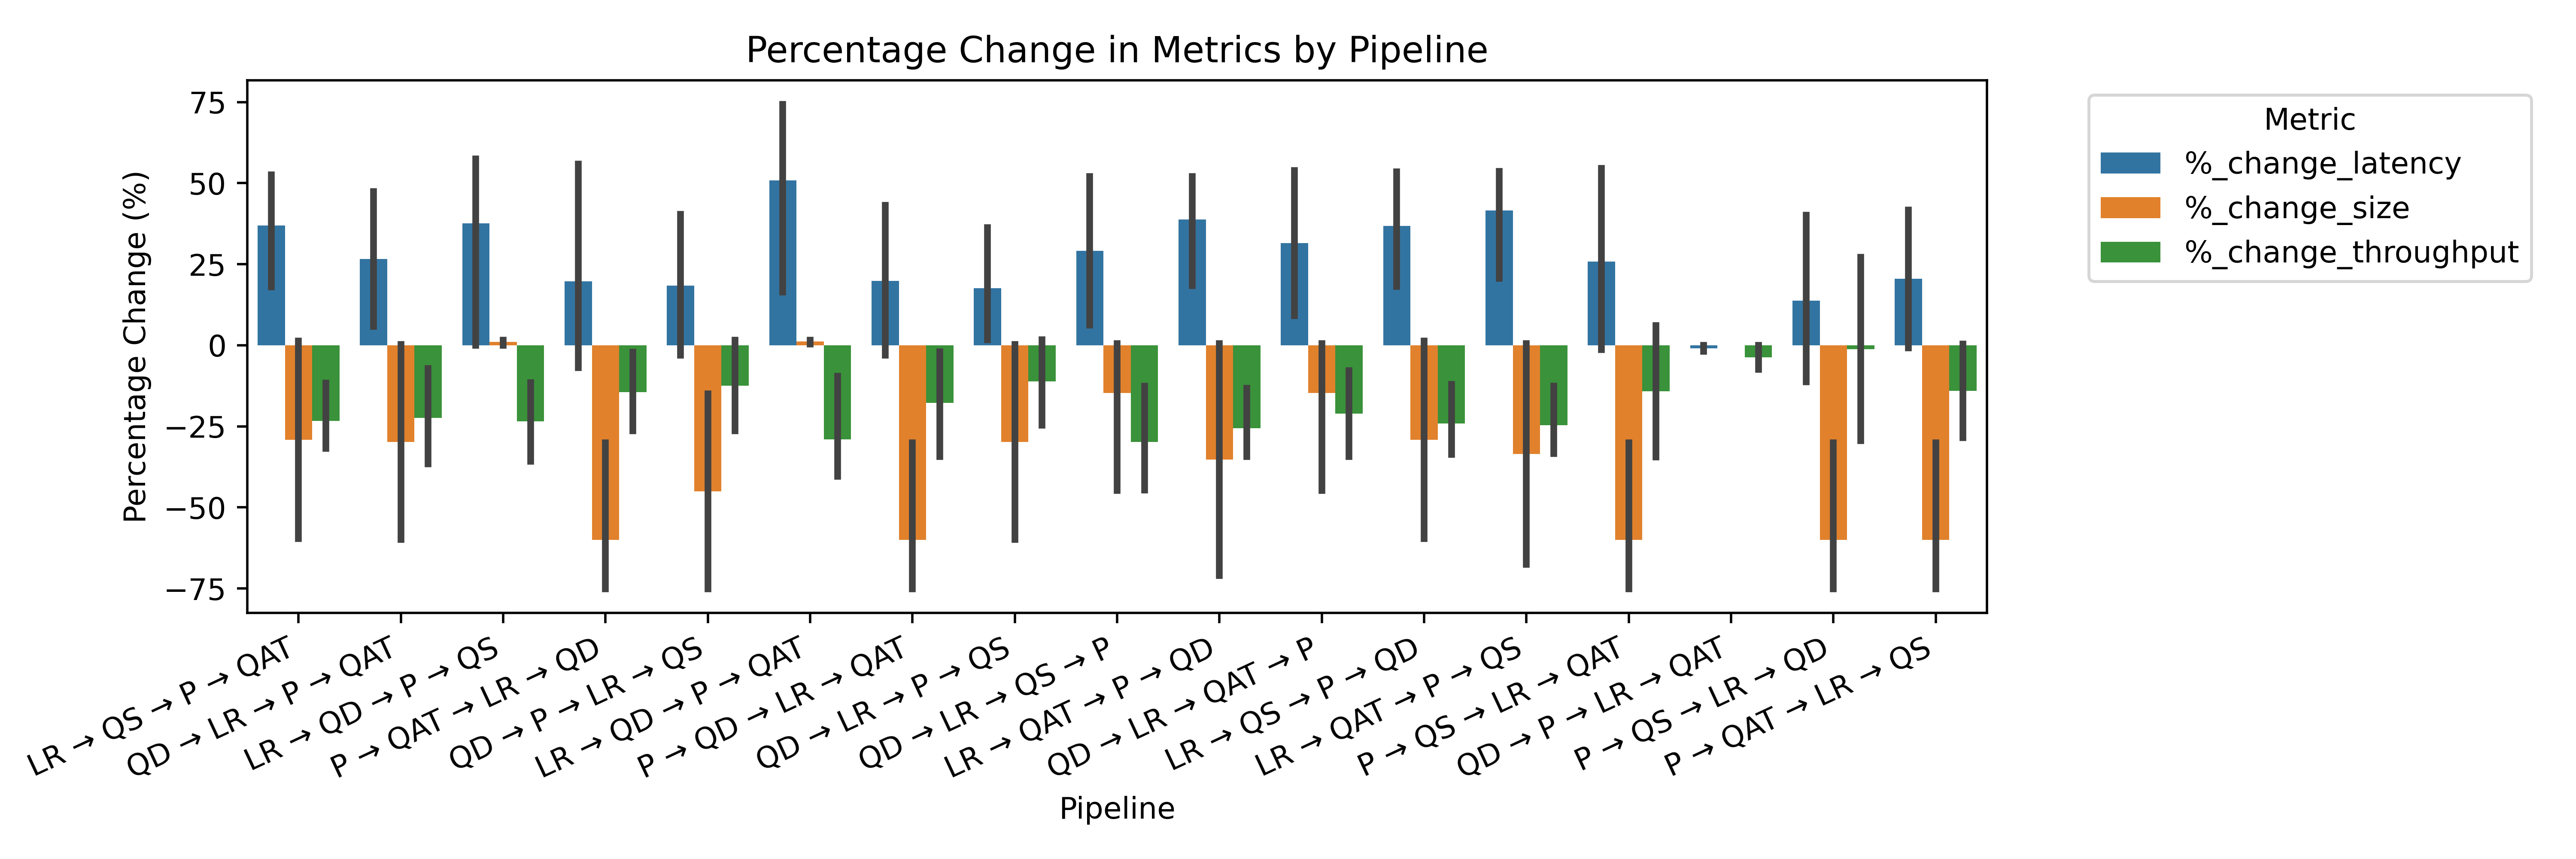 Percentage Change in Metrics by Pipeline
Percentage Change (%)
75
50
25
0
−25
−50
−75
LR → QS → P → QAT
QD → LR → P → QAT
LR → QD → P → QS
P → QAT → LR → QD
QD → P → LR → QS
LR → QD → P → QAT
P → QD → LR → QAT
QD → LR → P → QS
QD → LR → QS → P
LR → QAT → P → QD
QD → LR → QAT → P
LR → QS → P → QD
LR → QAT → P → QS
P → QS → LR → QAT
QD → P → LR → QAT
P → QS → LR → QD
P → QAT → LR → QS
Pipeline
Metric
%_change_latency
%_change_size
%_change_throughput